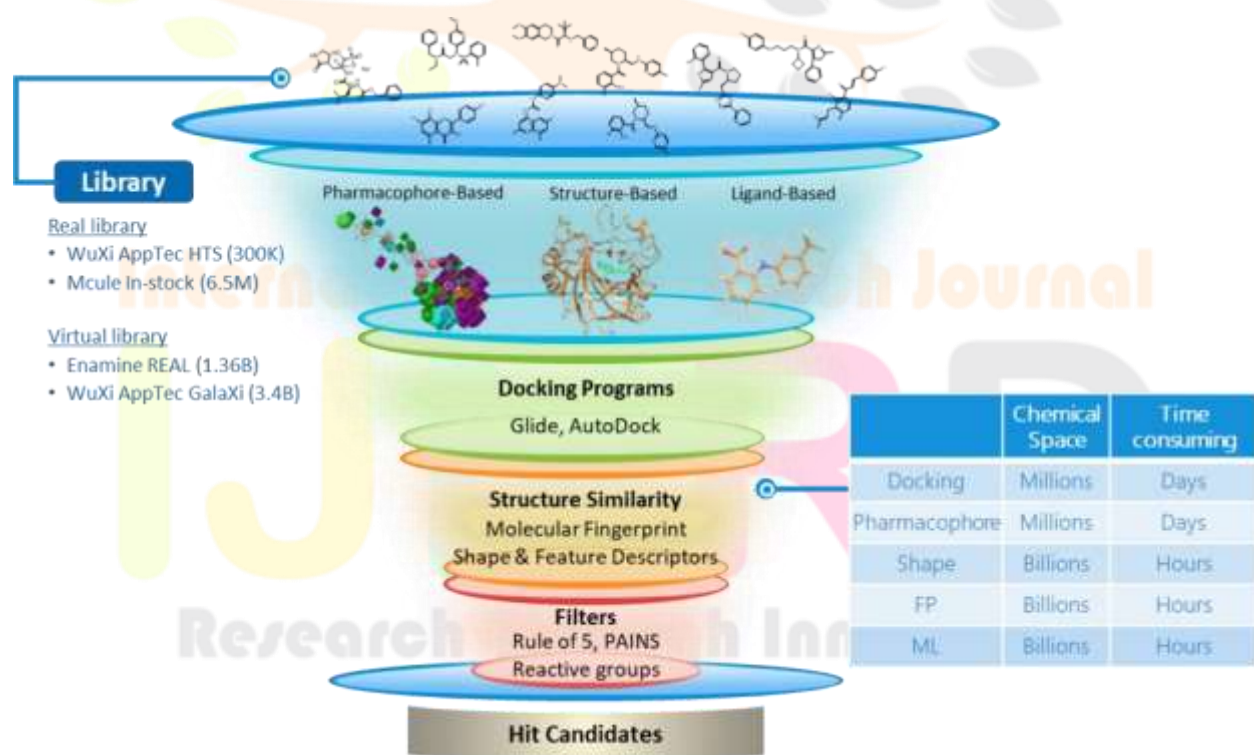 Pharmacophore-Based Structure-Based Ligand-Based
Library
Real library
• WuXi AppTec HTS (300K)
• Mcule In-stock (6.5M)
Virtual library
• Enamine REAL (1.36B)
• WuXi AppTec GalaXi (3.4B)
Docking Programs
Glide, AutoDock
Structure Similarity
Molecular Fingerprint
Shape & Feature Descriptors
Filters
Rule of 5, PAINS
Reactive groups
Hit Candidates
Chemical Space Time consuming
Docking Millions Days
Pharmacophore Millions Days
Shape Billions Hours
FP Billions Hours
ML Billions Hours
Journal
Research